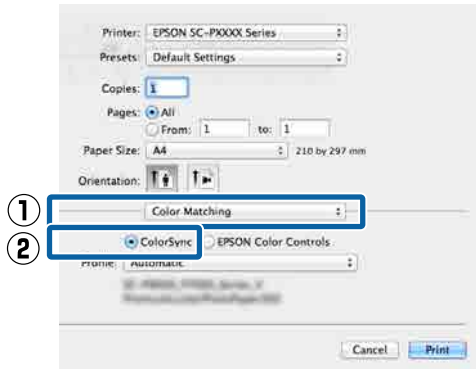 Printer: EPSON SC-PXXXX Series
Presets: Default Settings
Copies: 1
Pages: All
From: 1 to: 1
Paper Size: A4 210 by 297 mm
Orientation:
① Color Matching
② ColorSync EPSON Color Controls
Profile: Automatic
Cancel Print